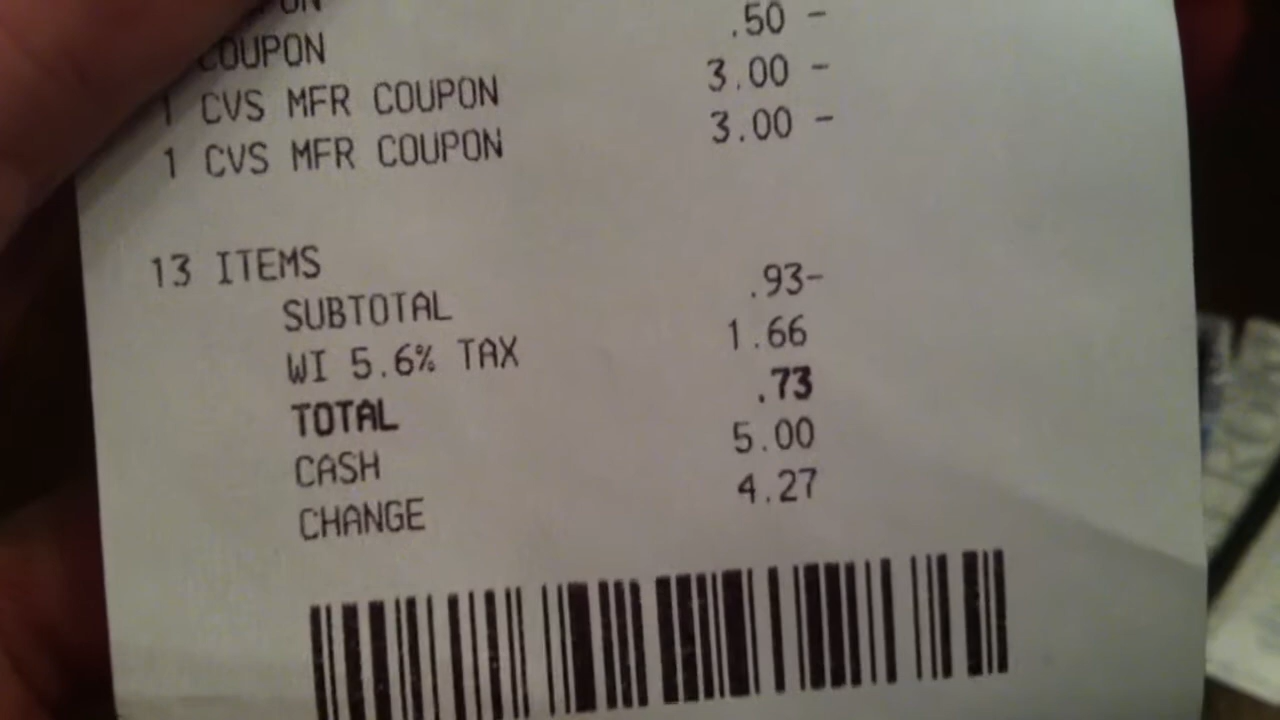 COUPON .50 -
1 CVS MFR COUPON 3.00 -
1 CVS MFR COUPON 3.00 -
13 ITEMS
SUBTOTAL .93-
WI 5.6% TAX 1.66
TOTAL .73
CASH 5.00
CHANGE 4.27